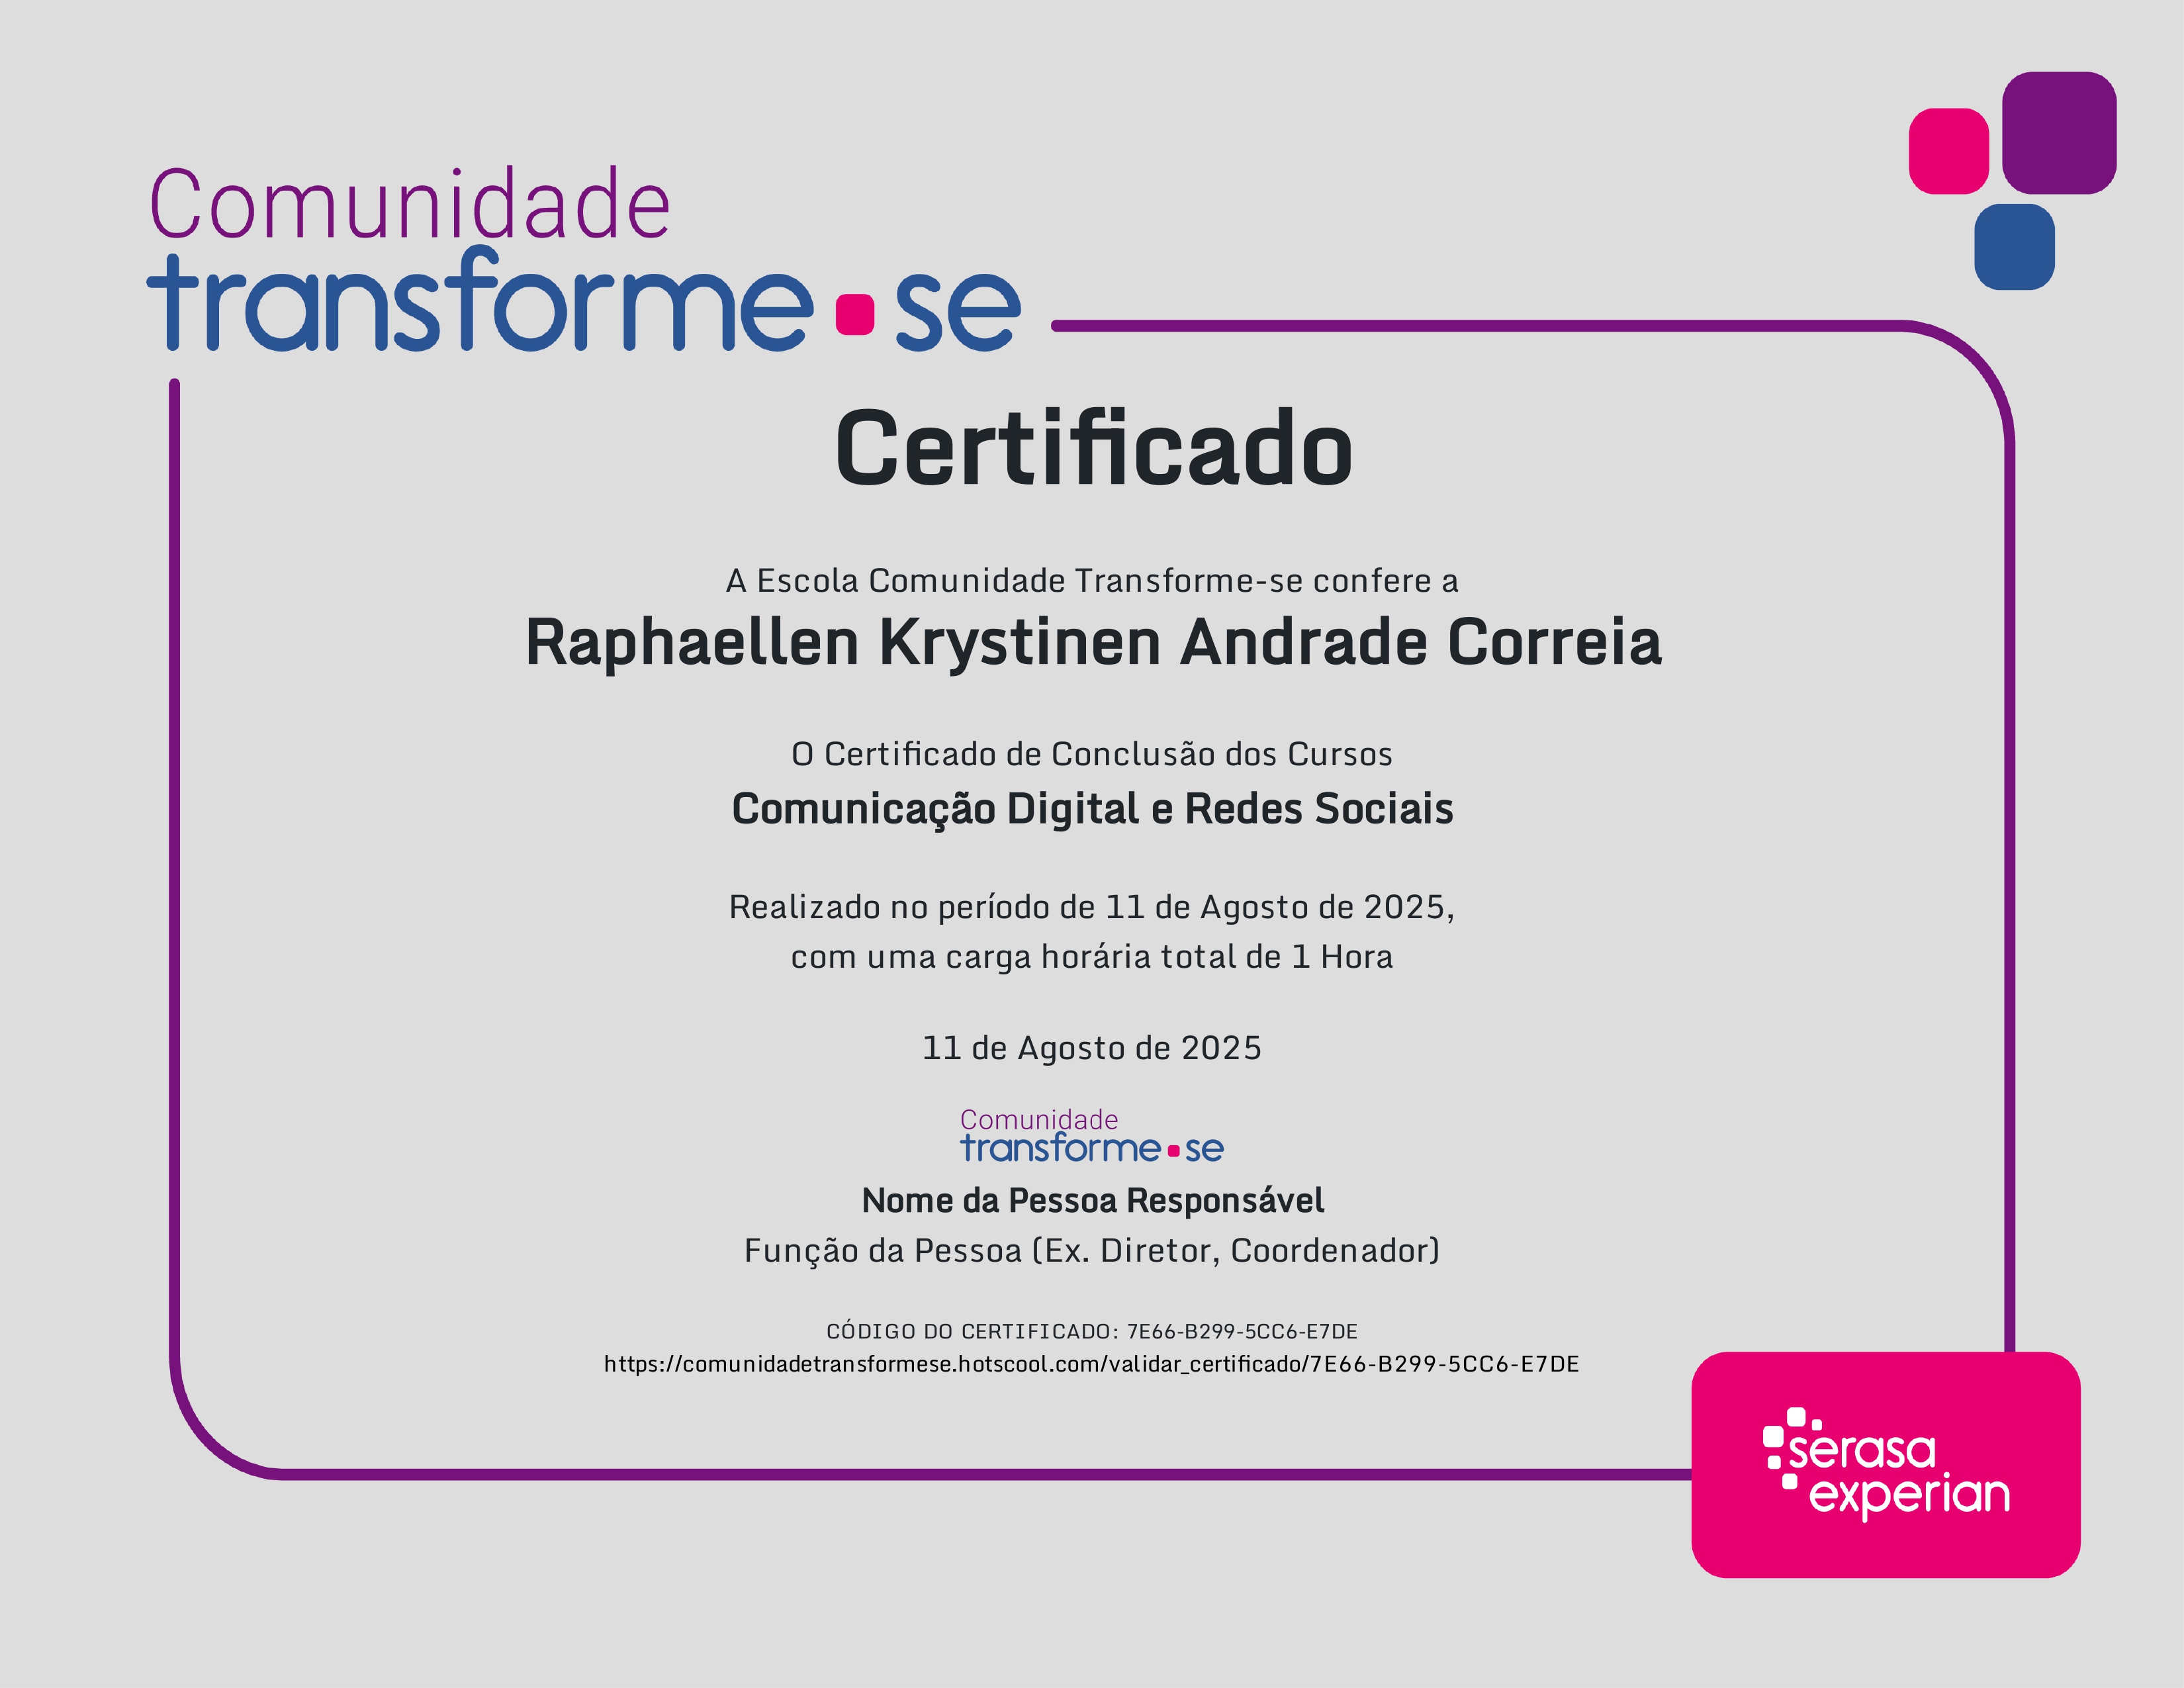 Comunidade
transforme.se
Certificado
A Escola Comunidade Transforme-se confere a
Raphaellen Krystinen Andrade Correia
O Certificado de Conclusão dos Cursos
Comunicação Digital e Redes Sociais
Realizado no período de 11 de Agosto de 2025,
com uma carga horária total de 1 Hora
11 de Agosto de 2025
Comunidade
transforme.se
Nome da Pessoa Responsável
Função da Pessoa (Ex. Diretor, Coordenador)
CÓDIGO DO CERTIFICADO: 7E66-B299-5CC6-E7DE
https://comunidadetransformese.hotscool.com/validar_certificado/7E66-B299-5CC6-E7DE
serasa
experian